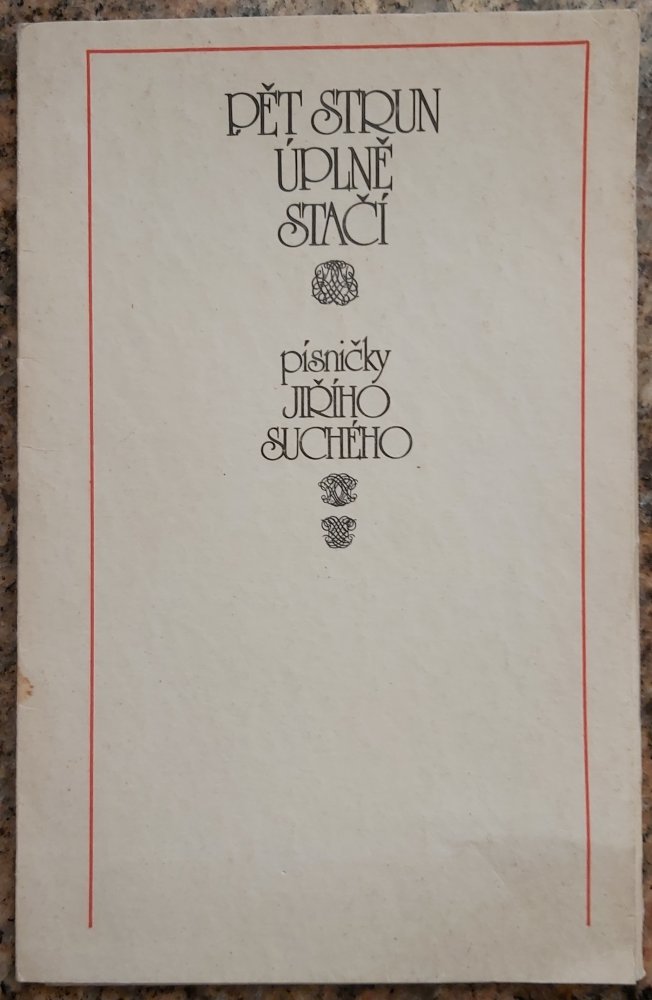 PĚT STRUN
ÚPLNĚ
STAČÍ
písničky
JIŘÍHO
SUCHÉHO